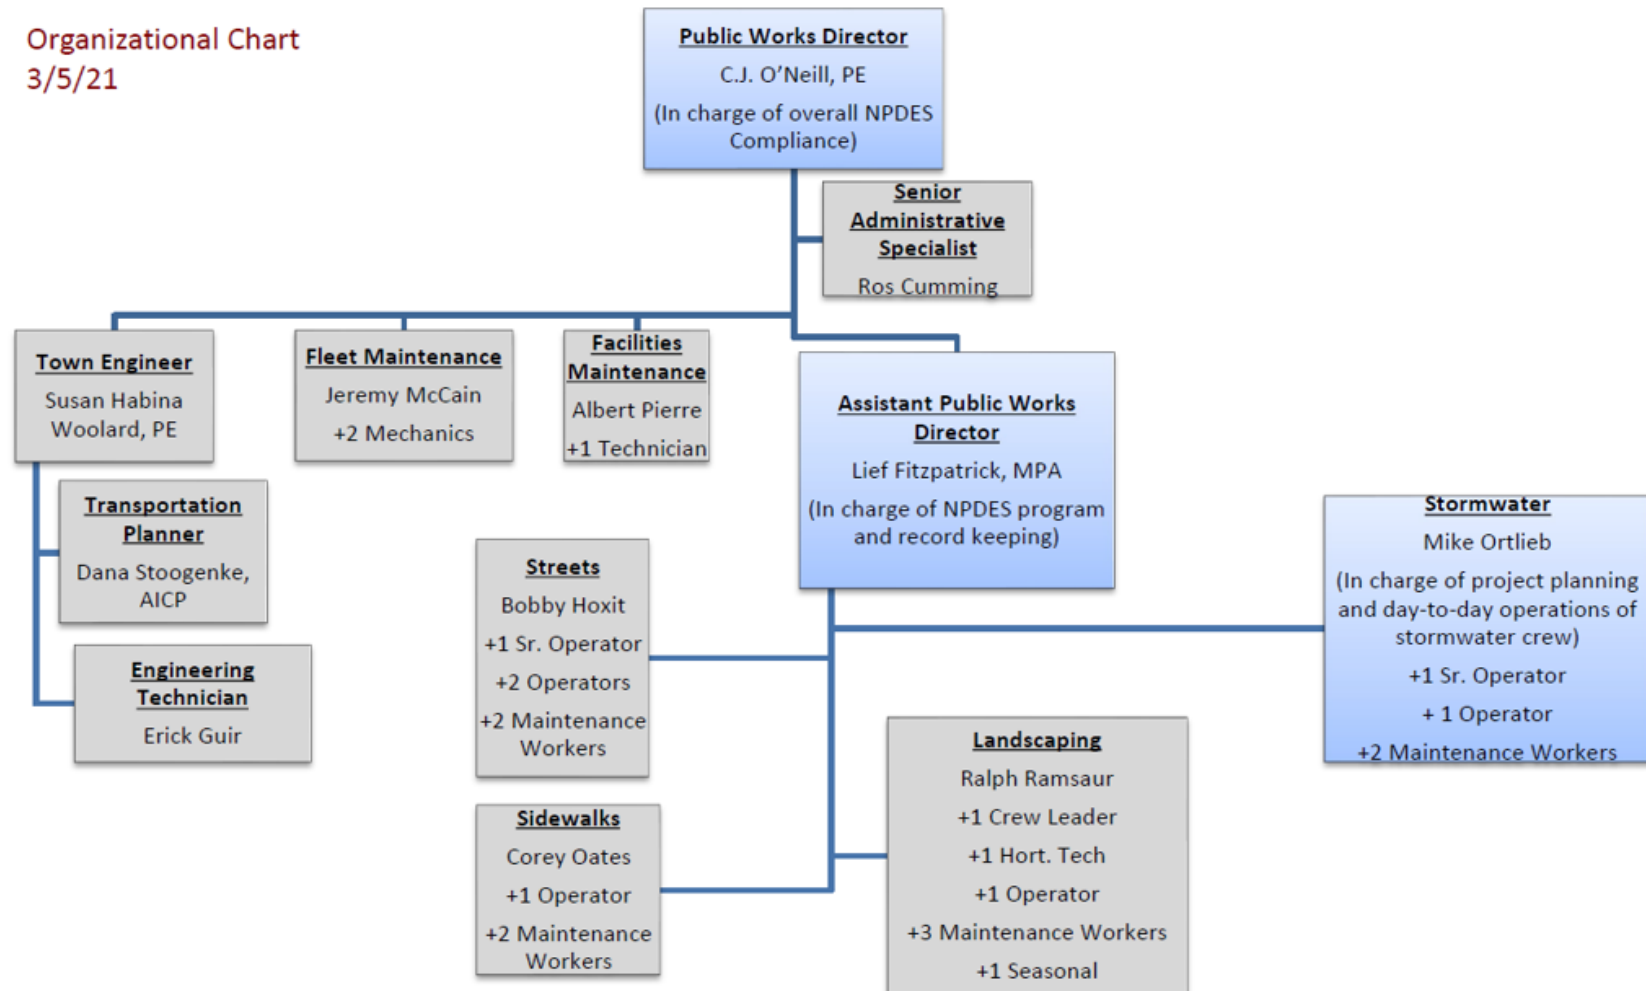 Organizational Chart
3/5/21
Public Works Director
C.J. O’Neill, PE
(In charge of overall NPDES
Compliance)
Senior
Administrative
Specialist
Ros Cumming
Town Engineer
Susan Habina
Woolard, PE
Fleet Maintenance
Jeremy McCain
+2 Mechanics
Facilities
Maintenance
Albert Pierre
+1 Technician
Assistant Public Works
Director
Lief Fitzpatrick, MPA
(In charge of NPDES program
and record keeping)
Transportation
Planner
Dana Stoogenke,
AICP
Engineering
Technician
Erick Guir
Streets
Bobby Hoxit
+1 Sr. Operator
+2 Operators
+2 Maintenance
Workers
Stormwater
Mike Ortlieb
(In charge of project planning
and day-to-day operations of
stormwater crew)
+1 Sr. Operator
+ 1 Operator
+2 Maintenance Workers
Sidewalks
Corey Oates
+1 Operator
+2 Maintenance
Workers
Landscaping
Ralph Ramsaur
+1 Crew Leader
+1 Hort. Tech
+1 Operator
+3 Maintenance Workers
+1 Seasonal